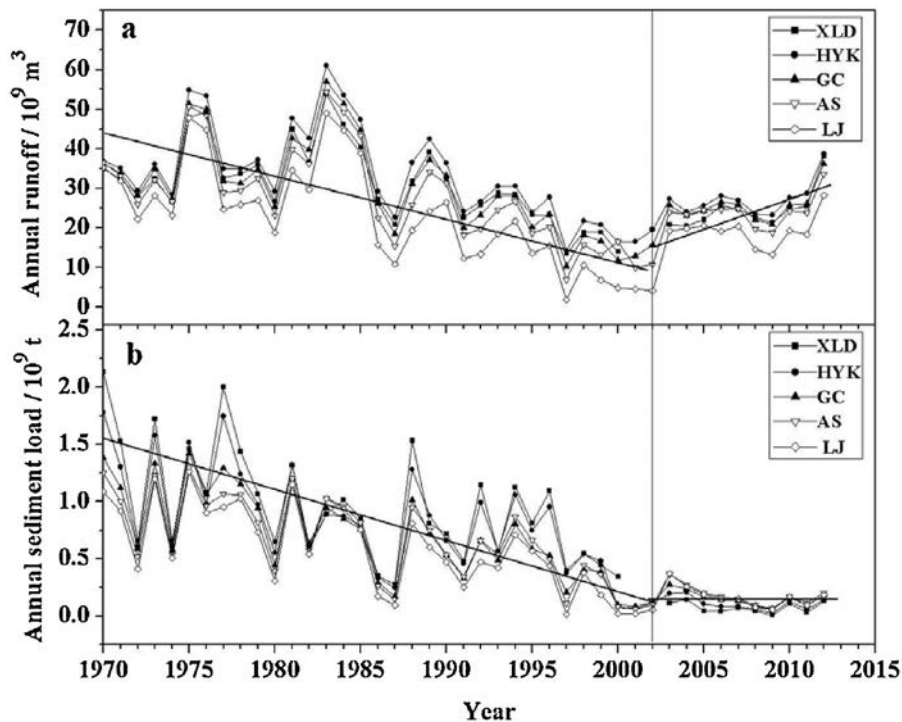 a
Annual runoff / 10⁹ m³
70
60
50
40
30
20
10
0
XLD
HYK
GC
AS
LJ
b
Annual sediment load / 10⁹ t
2.5
2.0
1.5
1.0
0.5
0.0
XLD
HYK
GC
AS
LJ
1970 1975 1980 1985 1990 1995 2000 2005 2010 2015
Year